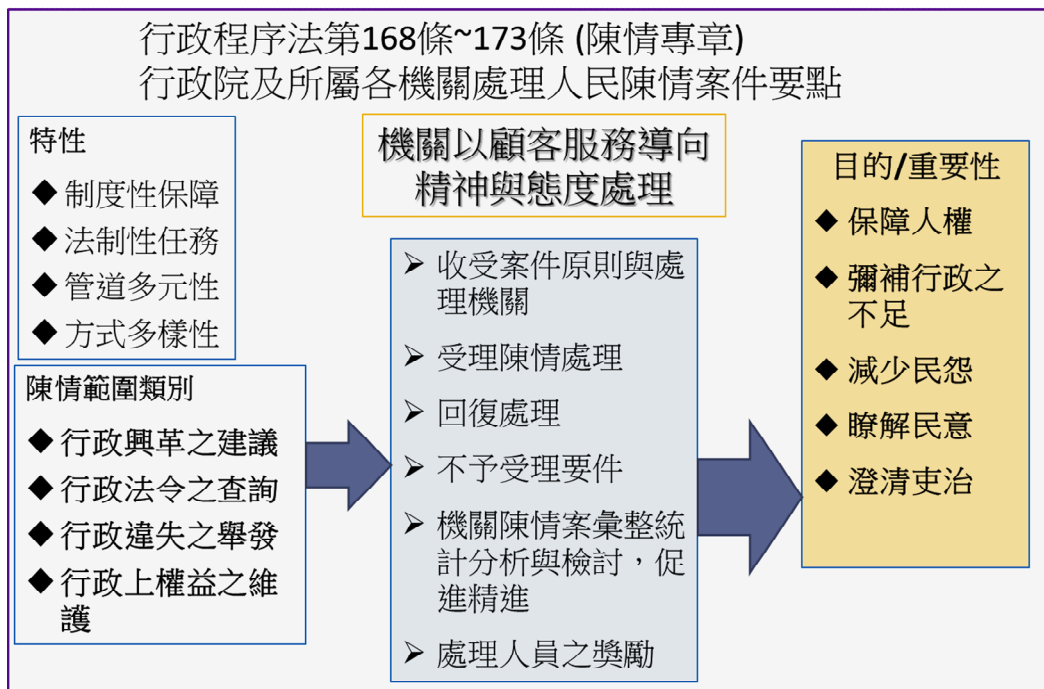 行政程序法第168條~173條 (陳情專章)
行政院及所屬各機關處理人民陳情案件要點
特性
◆ 制度性保障
◆ 法制性任務
◆ 管道多元性
◆ 方式多樣性
陳情範圍類別
◆ 行政興革之建議
◆ 行政法令之查詢
◆ 行政違失之舉發
◆ 行政上權益之維
護
機關以顧客服務導向
精神與態度處理
➢ 收受案件原則與處
理機關
➢ 受理陳情處理
➢ 回復處理
➢ 不予受理要件
➢ 機關陳情案彙整統
計分析與檢討，促
進精進
➢ 處理人員之獎勵
目的/重要性
◆ 保障人權
◆ 彌補行政之
不足
◆ 減少民怨
◆ 瞭解民意
◆ 澄清吏治